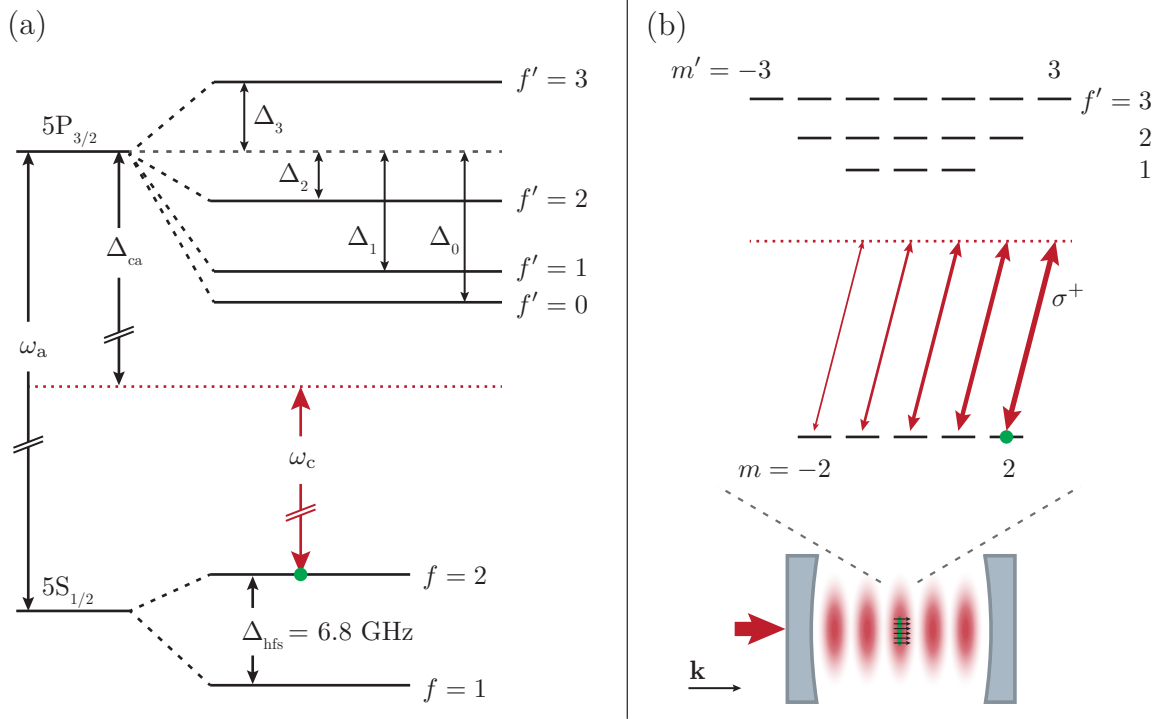 (a)
f′ = 3
Δ₃
5P₃/₂
Δ₂
f′ = 2
Δca
Δ₁
Δ₀
f′ = 1
f′ = 0
ωa
ωc
5S₁/₂
f = 2
Δhfs = 6.8 GHz
f = 1
(b)
m′ = −3
3
f′ = 3
2
1
σ⁺
m = −2
2
k